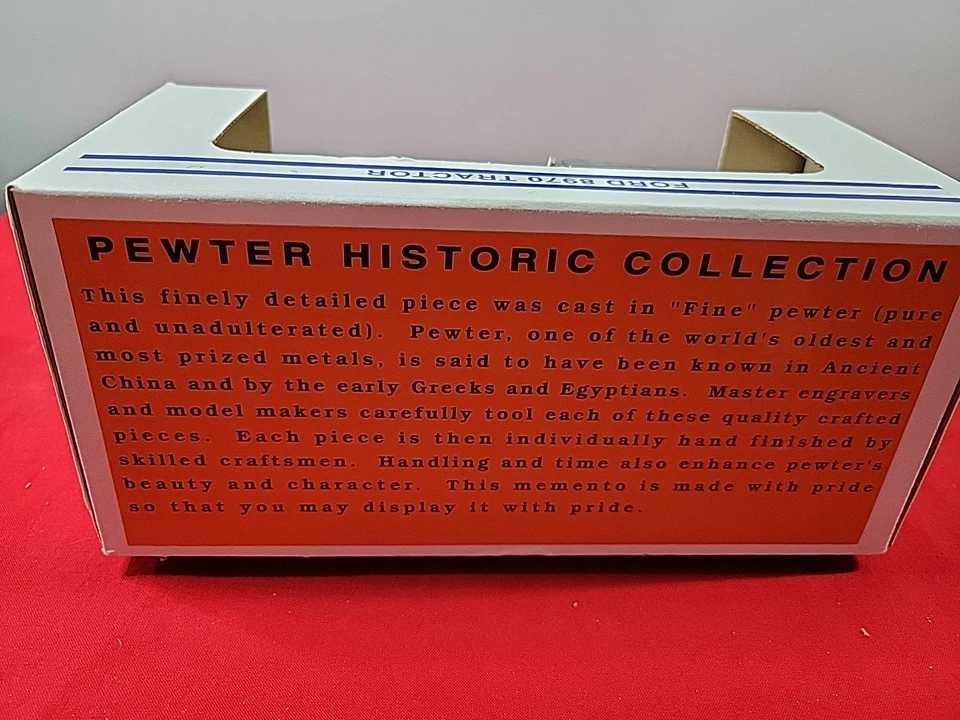 FORD 8970 TRACTOR
PEWTER HISTORIC COLLECTION
This finely detailed piece was cast in "Fine" pewter (pure
and unadulterated). Pewter, one of the world's oldest and
most prized metals, is said to have been known in Ancient
China and by the early Greeks and Egyptians. Master engravers
and model makers carefully tool each of these quality crafted
pieces. Each piece is then individually hand finished by
skilled craftsmen. Handling and time also enhance pewter's
beauty and character. This memento is made with pride
so that you may display it with pride.